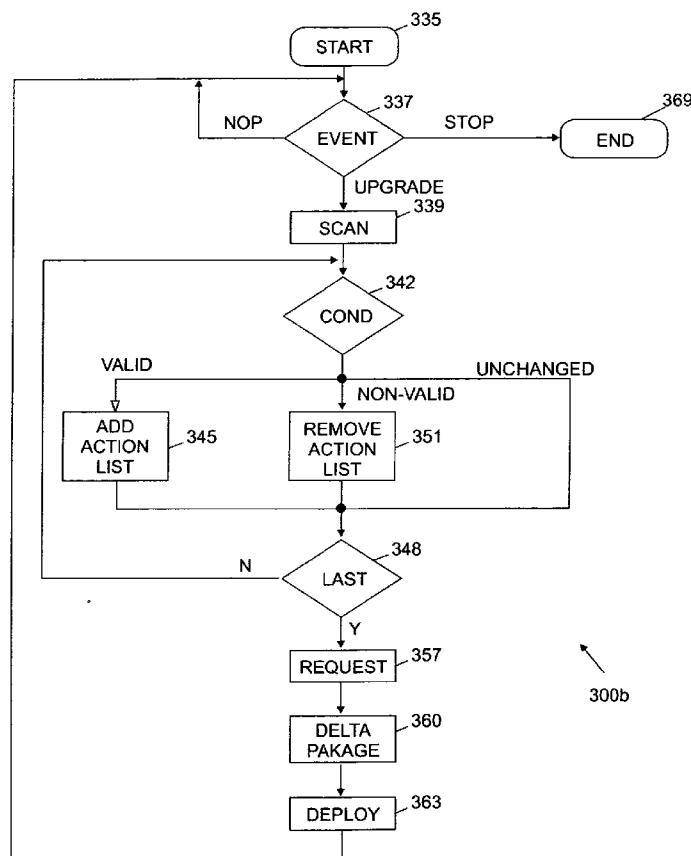 335
START
337
369
NOP
EVENT
STOP
END
UPGRADE
339
SCAN
342
COND
VALID
UNCHANGED
NON-VALID
ADD
ACTION
LIST
345
REMOVE
ACTION
LIST
351
348
N
LAST
Y
REQUEST
357
300b
DELTA
PAKAGE
360
DEPLOY
363